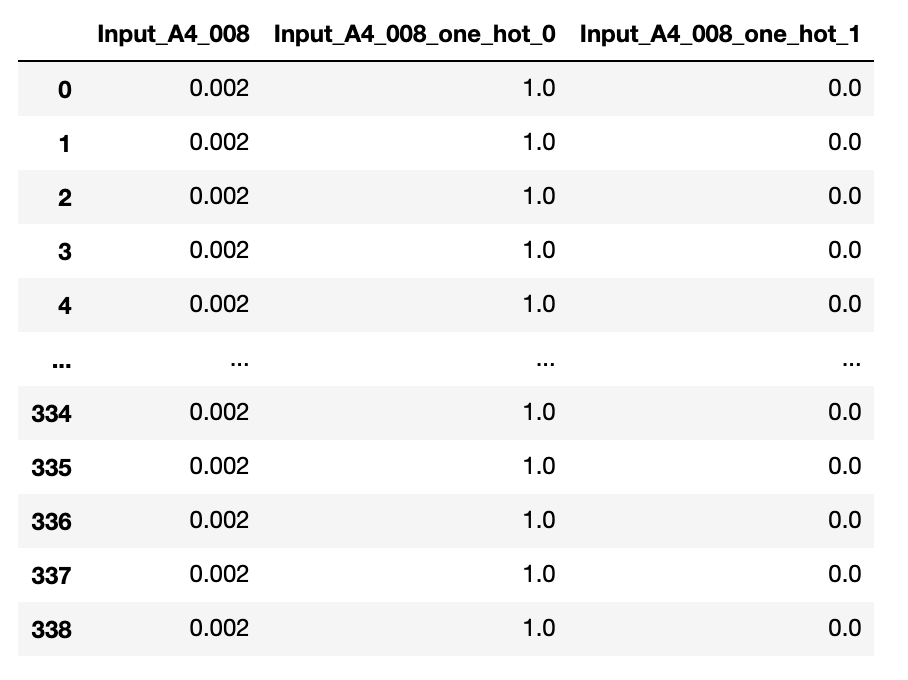 Input_A4_008 Input_A4_008_one_hot_0 Input_A4_008_one_hot_1
0 0.002 1.0 0.0
1 0.002 1.0 0.0
2 0.002 1.0 0.0
3 0.002 1.0 0.0
4 0.002 1.0 0.0
... ... ... ...
334 0.002 1.0 0.0
335 0.002 1.0 0.0
336 0.002 1.0 0.0
337 0.002 1.0 0.0
338 0.002 1.0 0.0